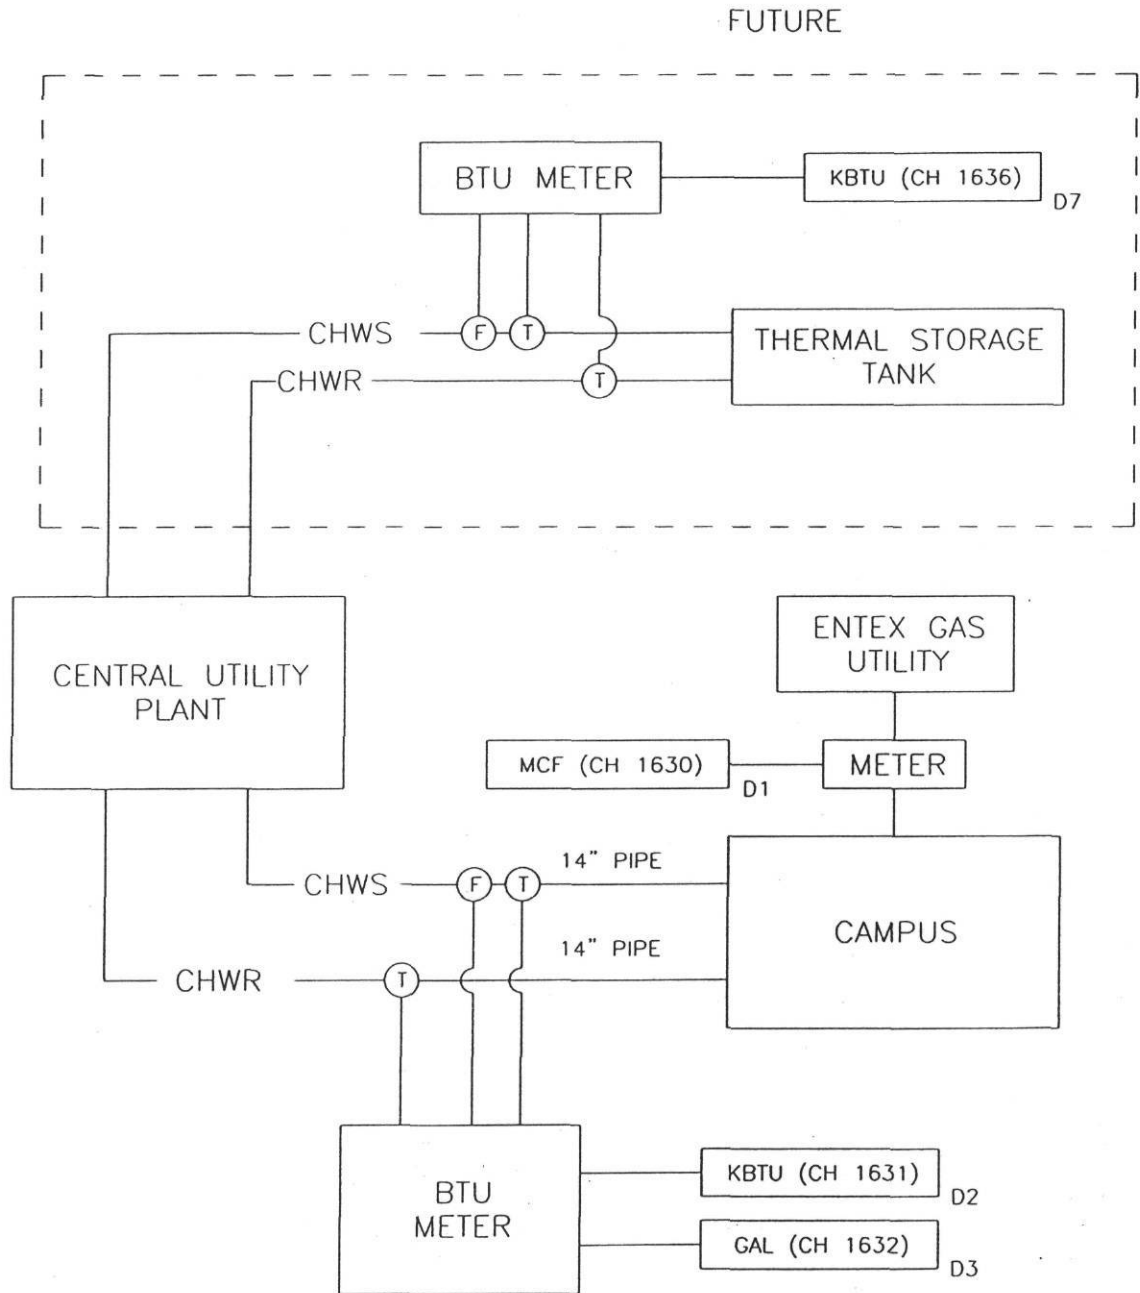 FUTURE
BTU METER
KBTU (CH 1636)
D7
CHWS
F
T
THERMAL STORAGE
TANK
CHWR
T
CENTRAL UTILITY
PLANT
ENTEX GAS
UTILITY
MCF (CH 1630)
D1
METER
14" PIPE
CHWS
F
T
CAMPUS
14" PIPE
CHWR
T
BTU
METER
KBTU (CH 1631)
D2
GAL (CH 1632)
D3